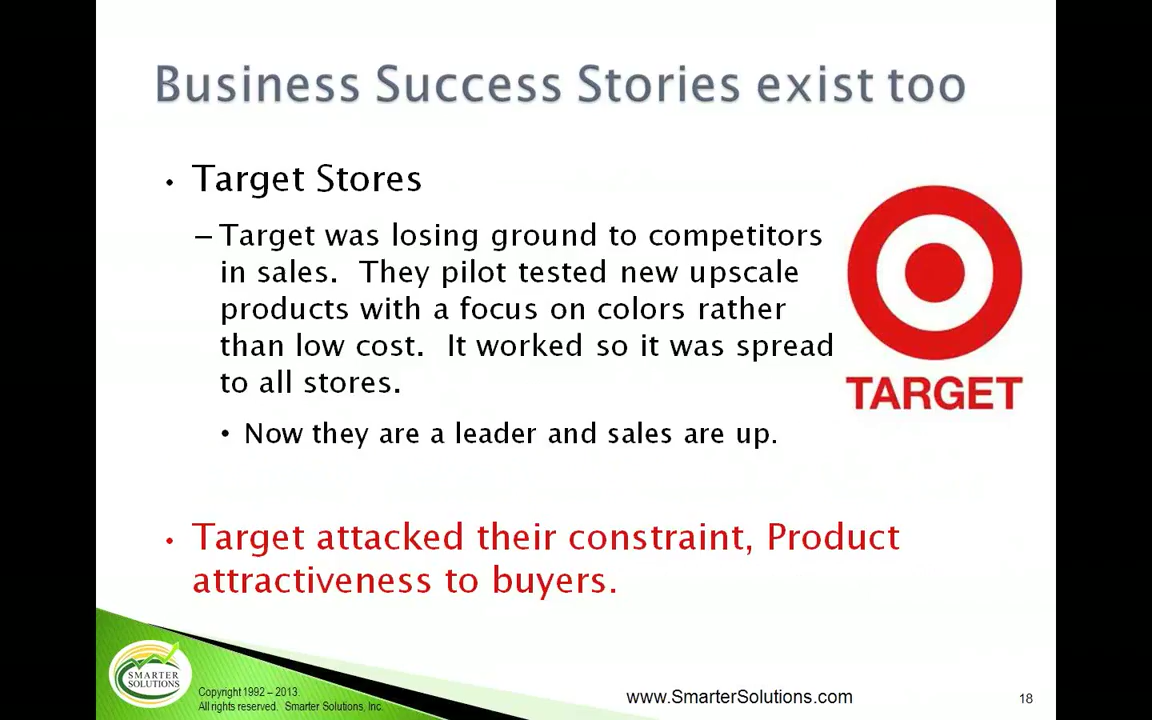 Business Success Stories exist too
• Target Stores
– Target was losing ground to competitors
in sales. They pilot tested new upscale
products with a focus on colors rather
than low cost. It worked so it was spread
to all stores.
• Now they are a leader and sales are up.
TARGET
• Target attacked their constraint, Product
attractiveness to buyers.
SMARTER
SOLUTIONS
Copyright 1992 – 2013.
All rights reserved. Smarter Solutions, Inc.
www.SmarterSolutions.com
18